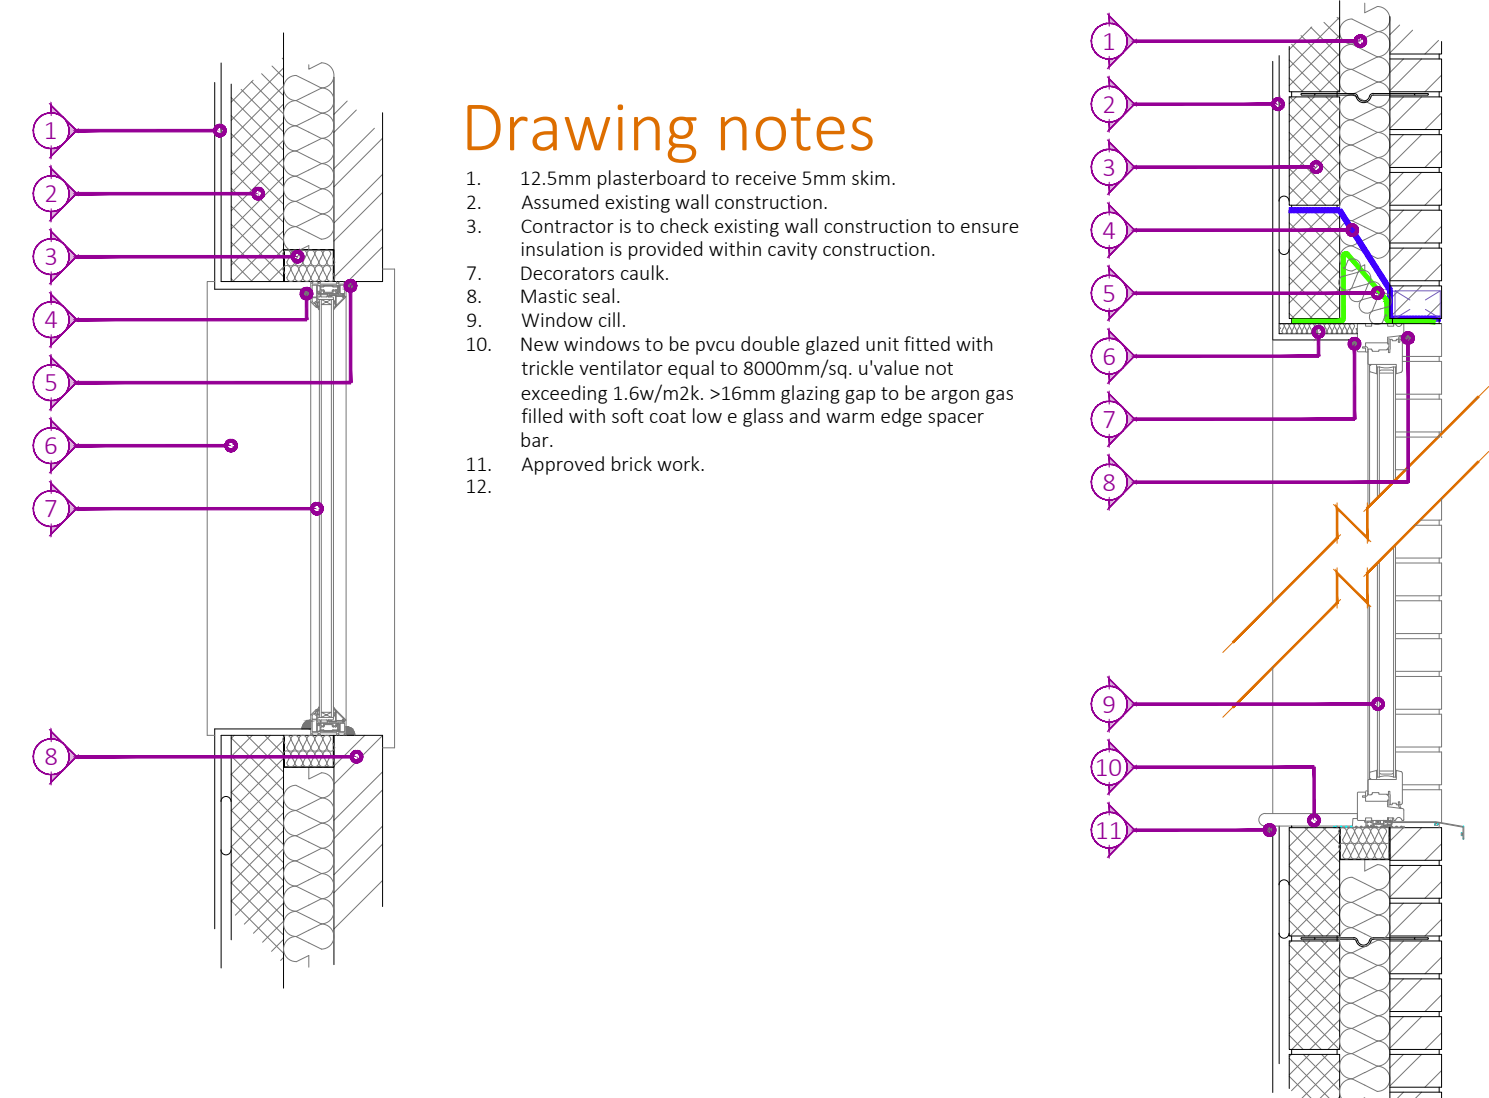 1
2
3
4
5
6
7
8
Drawing notes
1. 12.5mm plasterboard to receive 5mm skim.
2. Assumed existing wall construction.
3. Contractor is to check existing wall construction to ensure
insulation is provided within cavity construction.
7. Decorators caulk.
8. Mastic seal.
9. Window cill.
10. New windows to be pvcu double glazed unit fitted with
trickle ventilator equal to 8000mm/sq. u'value not
exceeding 1.6w/m2k. >16mm glazing gap to be argon gas
filled with soft coat low e glass and warm edge spacer
bar.
11. Approved brick work.
12.
1
2
3
4
5
6
7
8
9
10
11